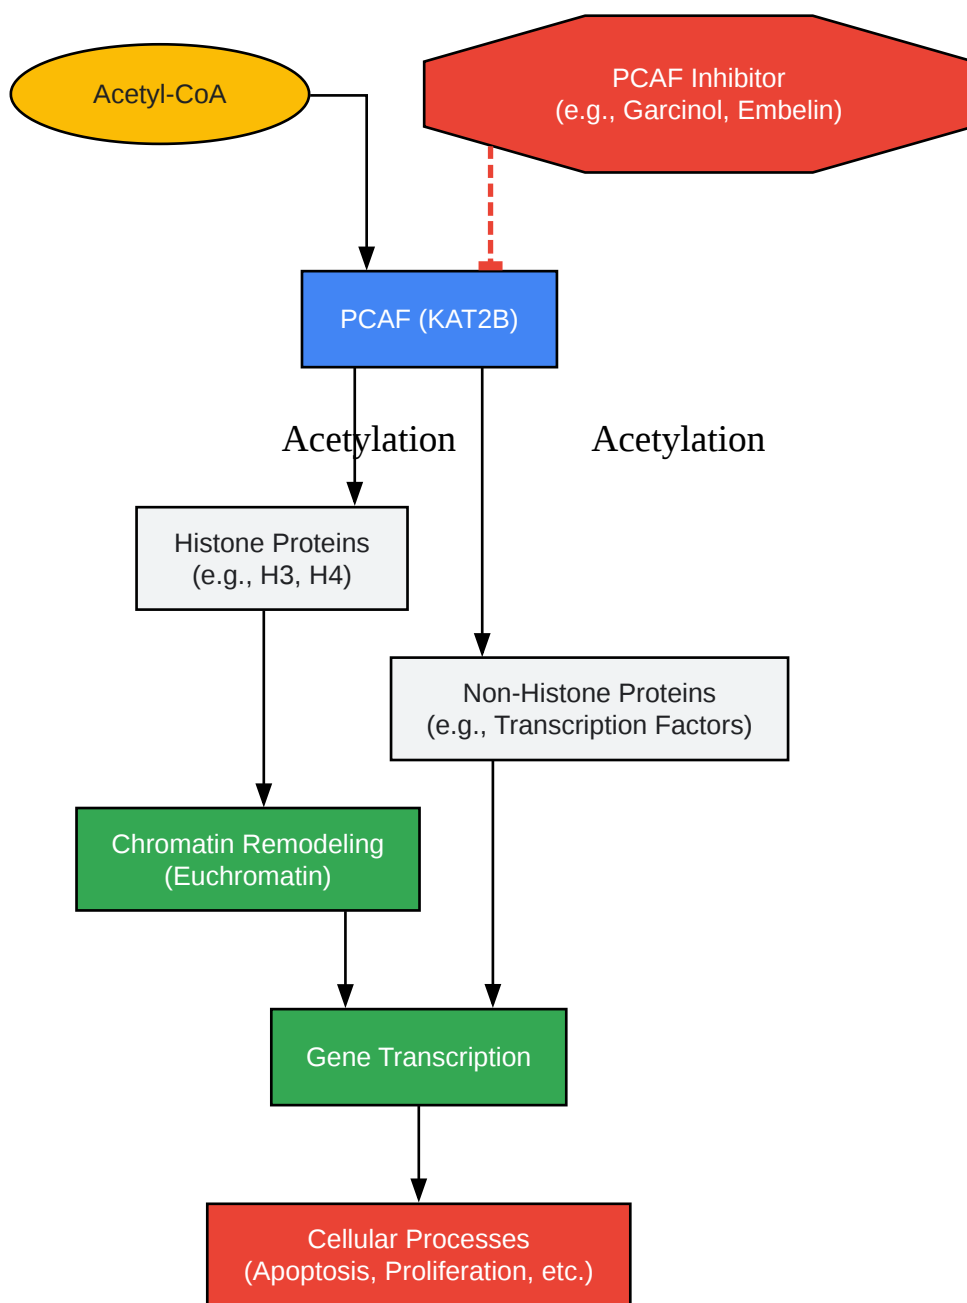 Acetyl-CoA
PCAF Inhibitor
(e.g., Garcinol, Embelin)
PCAF (KAT2B)
Acetylation
Acetylation
Histone Proteins
(e.g., H3, H4)
Non-Histone Proteins
(e.g., Transcription Factors)
Chromatin Remodeling
(Euchromatin)
Gene Transcription
Cellular Processes
(Apoptosis, Proliferation, etc.)